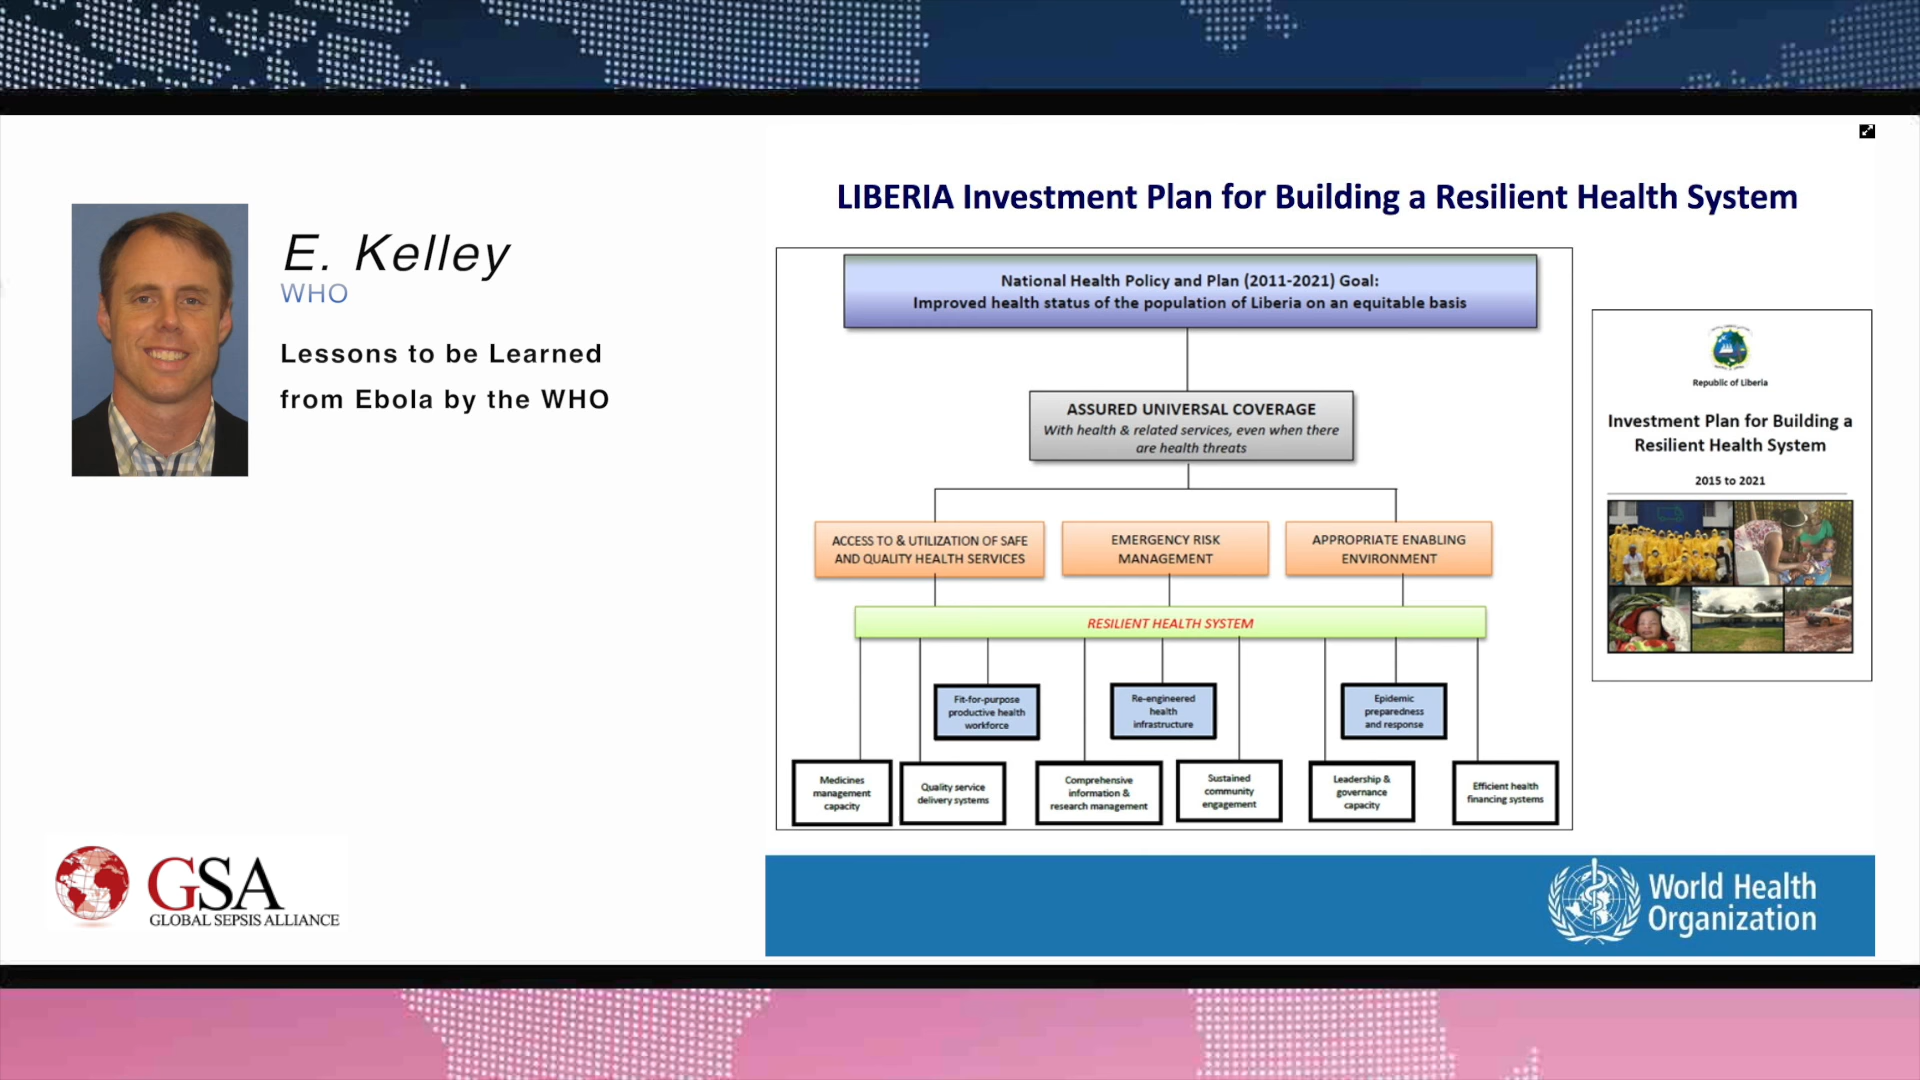 E. Kelley
WHO
Lessons to be Learned
from Ebola by the WHO
GSA
GLOBAL SEPSIS ALLIANCE
LIBERIA Investment Plan for Building a Resilient Health System
National Health Policy and Plan (2011-2021) Goal:
Improved health status of the population of Liberia on an equitable basis
ASSURED UNIVERSAL COVERAGE
With health & related services, even when there
are health threats
ACCESS TO & UTILIZATION OF SAFE
AND QUALITY HEALTH SERVICES
EMERGENCY RISK
MANAGEMENT
APPROPRIATE ENABLING
ENVIRONMENT
RESILIENT HEALTH SYSTEM
Fit-for-purpose
productive health
workforce
Re-engineered
health
infrastructure
Epidemic
preparedness
and response
Medicines
management
capacity
Quality service
delivery systems
Comprehensive
information &
research management
Sustained
community
engagement
Leadership &
governance
capacity
Efficient health
financing systems
Republic of Liberia
Investment Plan for Building a
Resilient Health System
2015 to 2021
World Health
Organization